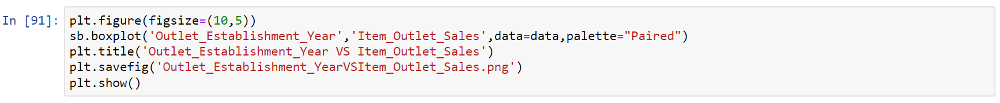 In [91]: plt.figure(figsize=(10,5))
sb.boxplot('Outlet_Establishment_Year','Item_Outlet_Sales',data=data,palette="Paired")
plt.title('Outlet_Establishment_Year VS Item_Outlet_Sales')
plt.savefig('Outlet_Establishment_YearVSItem_Outlet_Sales.png')
plt.show()